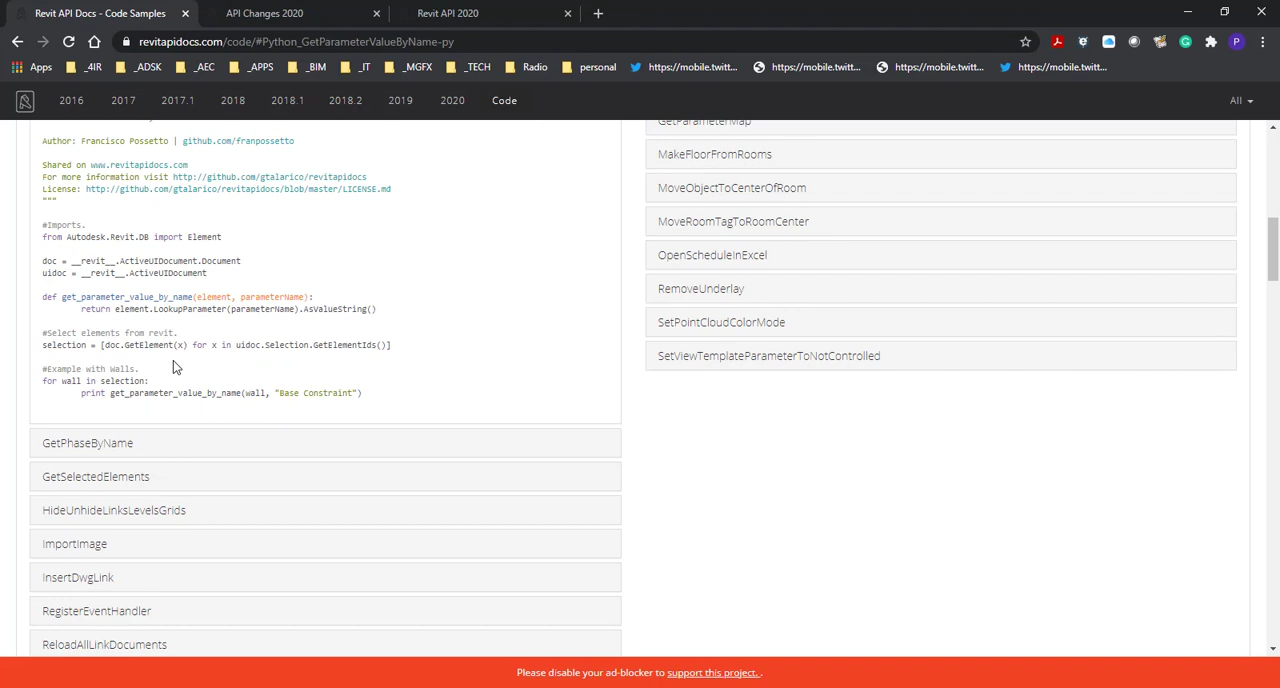 Revit API Docs - Code Samples
API Changes 2020
Revit API 2020
revitapidocs.com/code/#Python_GetParameterValueByName-py
Apps _4IR _ADSK _AEC _APPS _BIM _IT _MGFX _TECH Radio personal https://mobile.twitt... https://mobile.twitt... https://mobile.twitt... https://mobile.twitt...
2016 2017 2017.1 2018 2018.1 2018.2 2019 2020 Code All
Author: Francisco Possetto | github.com/franpossetto
Shared on www.revitapidocs.com
For more information visit http://github.com/gtalarico/revitapidocs
License: http://github.com/gtalarico/revitapidocs/blob/master/LICENSE.md
"""
#Imports.
from Autodesk.Revit.DB import Element
doc = __revit__.ActiveUIDocument.Document
uidoc = __revit__.ActiveUIDocument
def get_parameter_value_by_name(element, parameterName):
return element.LookupParameter(parameterName).AsValueString()
#Select elements from revit.
selection = [doc.GetElement(x) for x in uidoc.Selection.GetElementIds()]
#Example with Walls.
for wall in selection:
print get_parameter_value_by_name(wall, "Base Constraint")
GetPhaseByName
GetSelectedElements
HideUnhideLinksLevelsGrids
ImportImage
InsertDwgLink
RegisterEventHandler
ReloadAllLinkDocuments
GetParameterMap
MakeFloorFromRooms
MoveObjectToCenterOfRoom
MoveRoomTagToRoomCenter
OpenScheduleInExcel
RemoveUnderlay
SetPointCloudColorMode
SetViewTemplateParameterToNotControlled
Please disable your ad-blocker to support this project. .